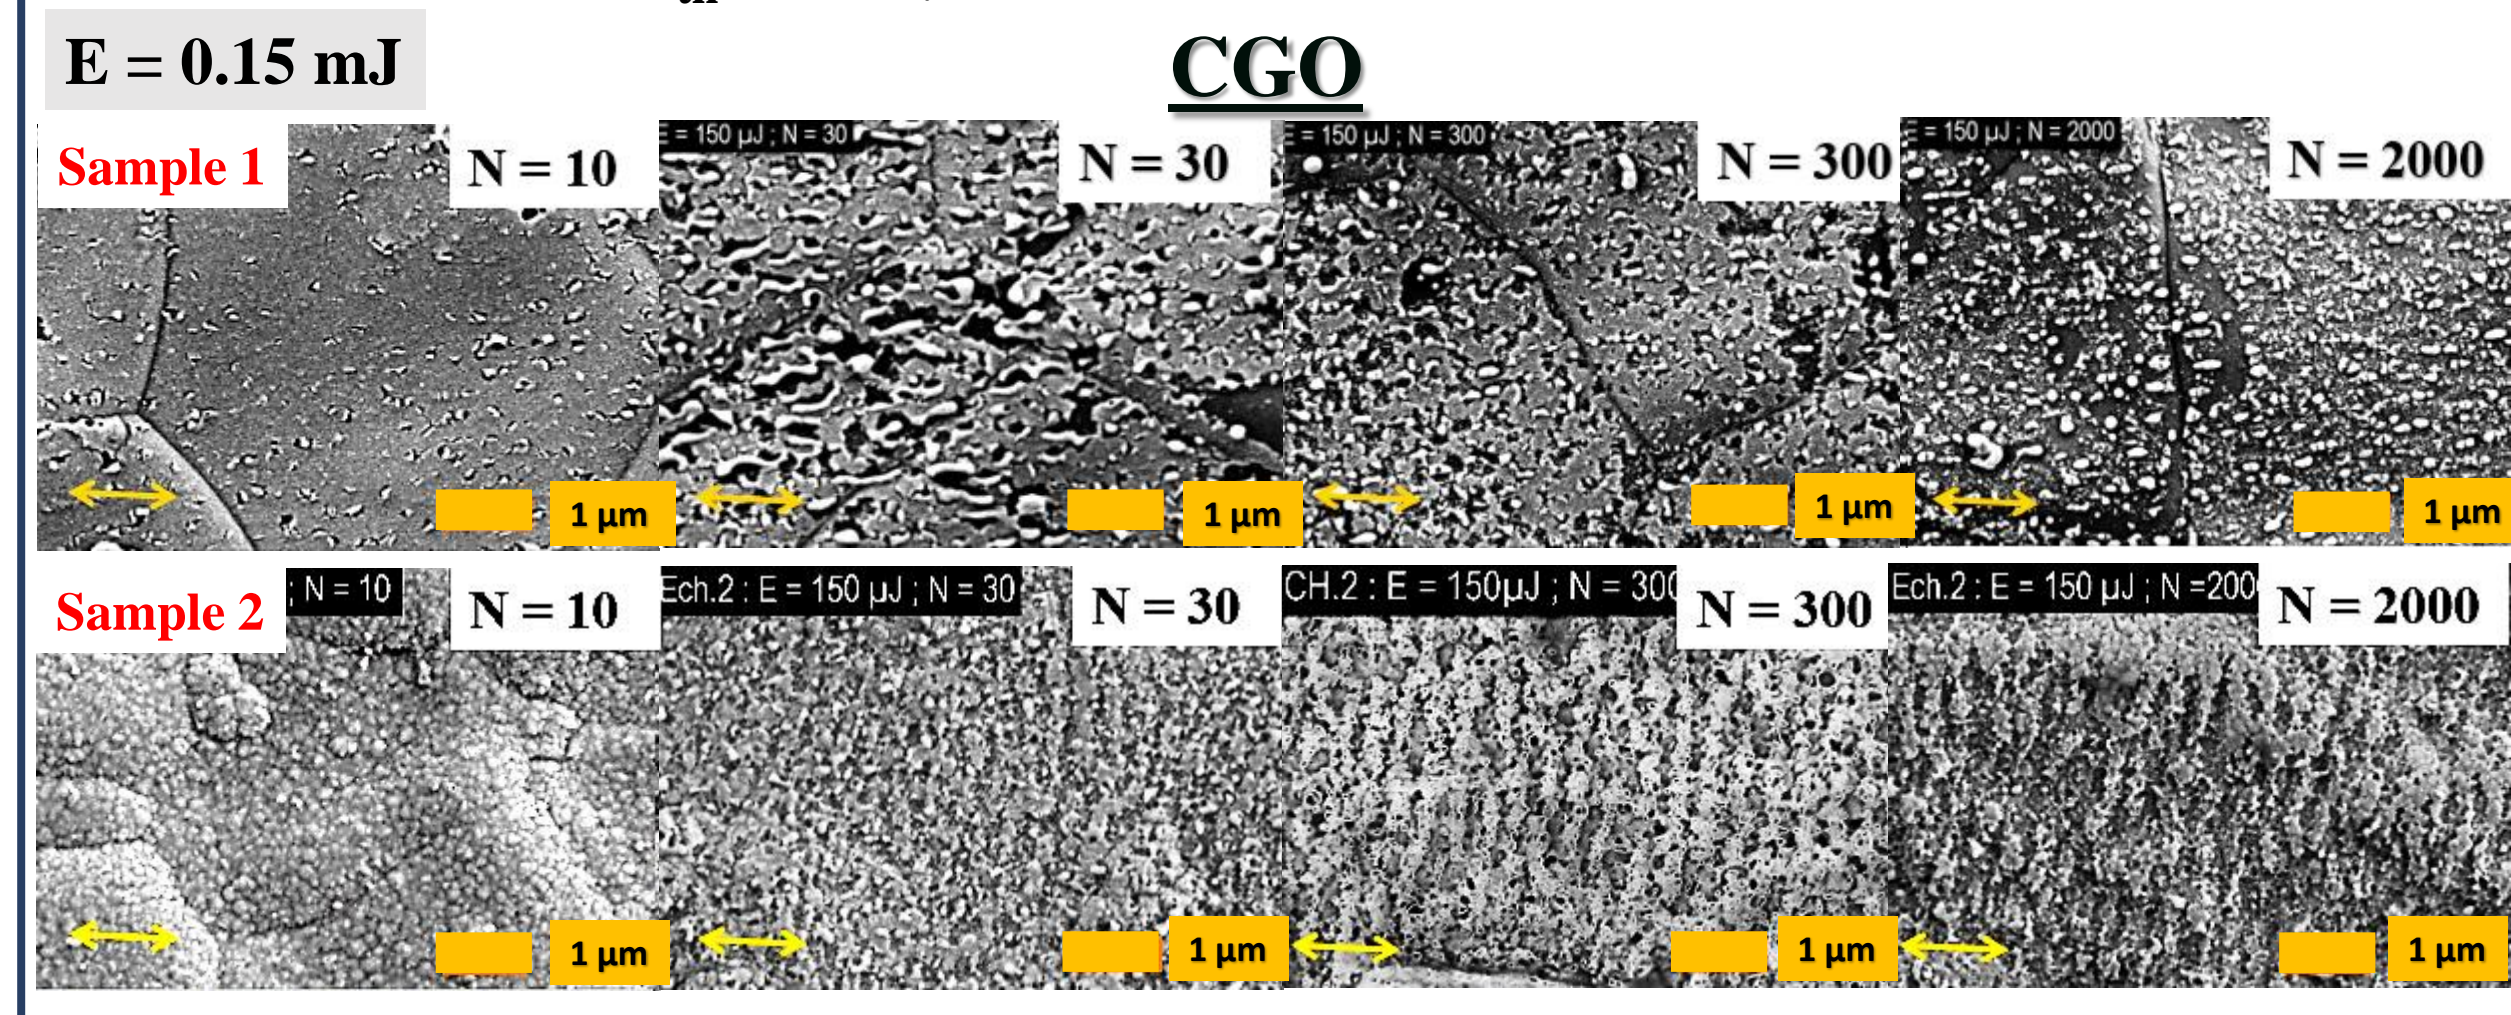 E = 0.15 mJ
CGO
Sample 1
N = 10
E = 150 µJ ; N = 30
N = 30
E = 150 µJ ; N = 300
N = 300
E = 150 µJ ; N = 2000
N = 2000
1 µm
1 µm
1 µm
1 µm
Sample 2
; N = 10
N = 10
Ech.2 : E = 150 µJ ; N = 30
N = 30
CH.2 : E = 150µJ ; N = 300
N = 300
Ech.2 : E = 150 µJ ; N =200
N = 2000
1 µm
1 µm
1 µm
1 µm